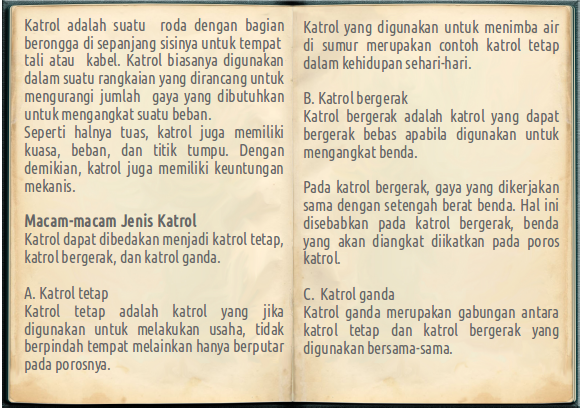 Katrol adalah suatu roda dengan bagian
berongga di sepanjang sisinya untuk tempat
tali atau kabel. Katrol biasanya digunakan
dalam suatu rangkaian yang dirancang untuk
mengurangi jumlah gaya yang dibutuhkan
untuk mengangkat suatu beban.
Seperti halnya tuas, katrol juga memiliki
kuasa, beban, dan titik tumpu. Dengan
demikian, katrol juga memiliki keuntungan
mekanis.
Macam-macam Jenis Katrol
Katrol dapat dibedakan menjadi katrol tetap,
katrol bergerak, dan katrol ganda.
A. Katrol tetap
Katrol tetap adalah katrol yang jika
digunakan untuk melakukan usaha, tidak
berpindah tempat melainkan hanya berputar
pada porosnya.
Katrol yang digunakan untuk menimba air
di sumur merupakan contoh katrol tetap
dalam kehidupan sehari-hari.
B. Katrol bergerak
Katrol bergerak adalah katrol yang dapat
bergerak bebas apabila digunakan untuk
mengangkat benda.
Pada katrol bergerak, gaya yang dikerjakan
sama dengan setengah berat benda. Hal ini
disebabkan pada katrol bergerak, benda
yang akan diangkat diikatkan pada poros
katrol.
C. Katrol ganda
Katrol ganda merupakan gabungan antara
katrol tetap dan katrol bergerak yang
digunakan bersama-sama.